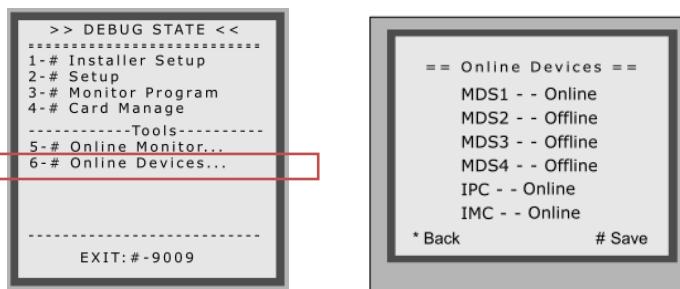 >> DEBUG STATE <<
----------------------------
1-# Installer Setup
2-# Setup
3-# Monitor Program
4-# Card Manage
------------Tools----------
5-# Online Monitor...
6-# Online Devices...
---------------------------
EXIT:#-9009
== Online Devices ==
MDS1 - - Online
MDS2 - - Offline
MDS3 - - Offline
MDS4 - - Offline
IPC - - Online
IMC - - Online
* Back # Save